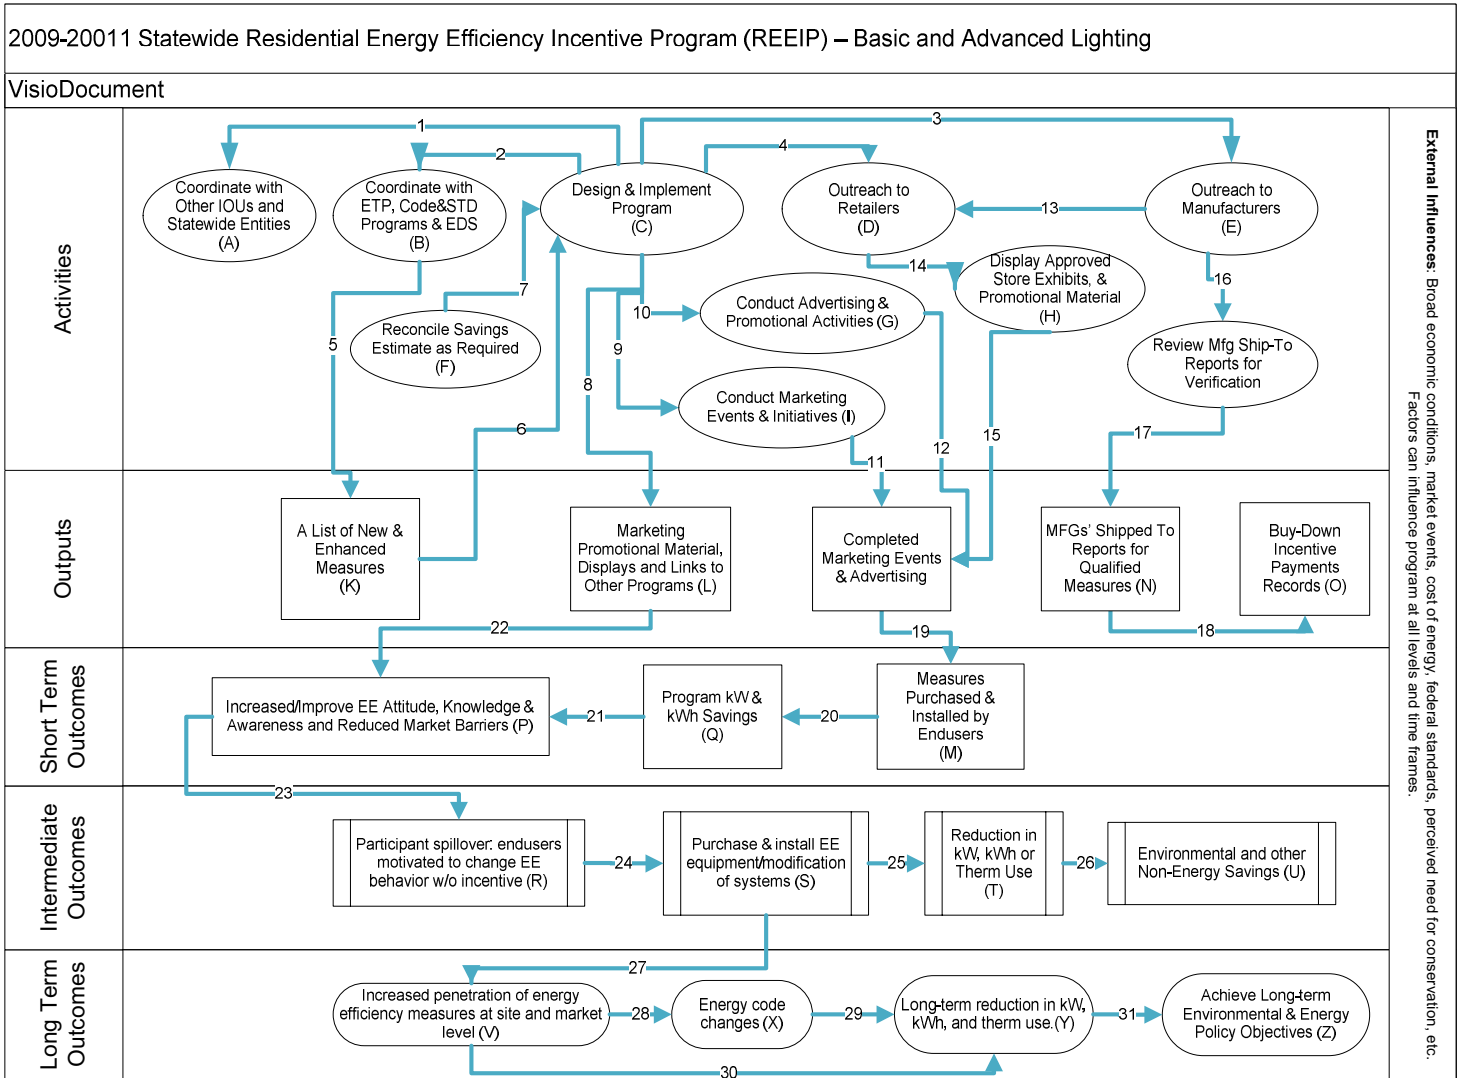 2009-20011 Statewide Residential Energy Efficiency Incentive Program (REEIP) – Basic and Advanced Lighting
VisioDocument
Activities
1
2
3
4
Coordinate with
Other IOUs and
Statewide Entities
(A)
Coordinate with
ETP, Code&STD
Programs & EDS
(B)
Design & Implement
Program
(C)
Outreach to
Retailers
(D)
13
Outreach to
Manufacturers
(E)
5
7
Reconcile Savings
Estimate as Required
(F)
6
10
Conduct Advertising &
Promotional Activities (G)
14
Display Approved
Store Exhibits, &
Promotional Material
(H)
16
Review Mfg Ship-To
Reports for
Verification
9
8
Conduct Marketing
Events & Initiatives (I)
11
12
15
17
Outputs
A List of New &
Enhanced
Measures
(K)
Marketing
Promotional Material,
Displays and Links to
Other Programs (L)
Completed
Marketing Events
& Advertising
MFGs’ Shipped To
Reports for
Qualified
Measures (N)
Buy-Down
Incentive
Payments
Records (O)
22
19
18
Short Term
Outcomes
Increased/Improve EE Attitude, Knowledge &
Awareness and Reduced Market Barriers (P)
21
Program kW &
kWh Savings
(Q)
20
Measures
Purchased &
Installed by
Endusers
(M)
23
Intermediate
Outcomes
Participant spillover: endusers
motivated to change EE
behavior w/o incentive (R)
24
Purchase & install EE
equipment/modification
of systems (S)
25
Reduction in
kW, kWh or
Therm Use
(T)
26
Environmental and other
Non-Energy Savings (U)
27
Long Term
Outcomes
Increased penetration of energy
efficiency measures at site and market
level (V)
28
Energy code
changes (X)
29
Long-term reduction in kW,
kWh, and therm use.(Y)
31
Achieve Long-term
Environmental & Energy
Policy Objectives (Z)
30
External Influences: Broad economic conditions, market events, cost of energy, federal standards, perceived need for conservation, etc.
Factors can influence program at all levels and time frames.